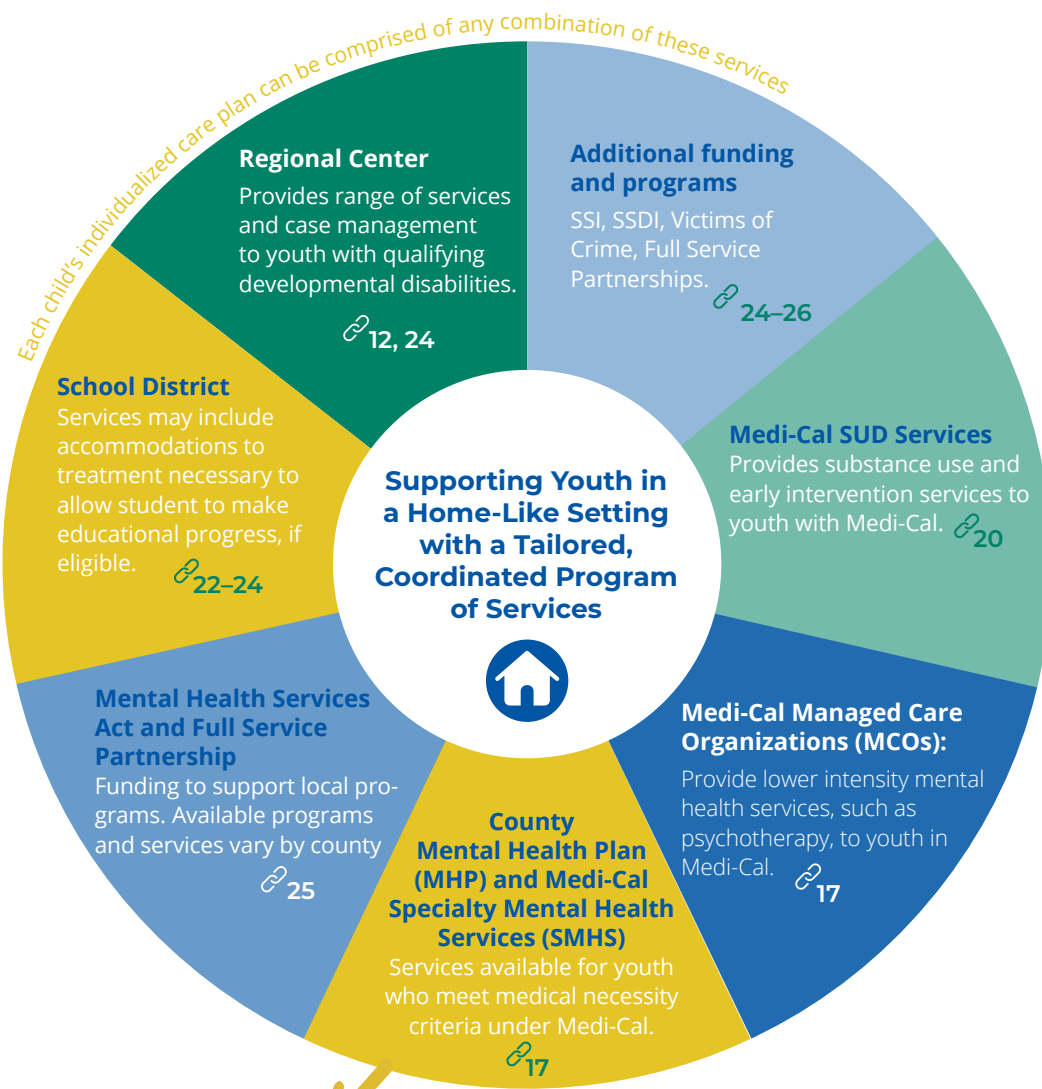 Each child's individualized care plan can be comprised of any combination of these services
Regional Center
Provides range of services
and case management
to youth with qualifying
developmental disabilities.
12, 24
Additional funding
and programs
SSI, SSDI, Victims of
Crime, Full Service
Partnerships.
24–26
Medi-Cal SUD Services
Provides substance use and
early intervention services to
youth with Medi-Cal.
20
Medi-Cal Managed Care
Organizations (MCOs):
Provide lower intensity mental
health services, such as
psychotherapy, to youth in
Medi-Cal.
17
County
Mental Health Plan
(MHP) and Medi-Cal
Specialty Mental Health
Services (SMHS)
Services available for youth
who meet medical necessity
criteria under Medi-Cal.
17
Mental Health Services
Act and Full Service
Partnership
Funding to support local pro-
grams. Available programs
and services vary by county
25
School District
Services may include
accommodations to
treatment necessary to
allow student to make
educational progress, if
eligible.
22–24
Supporting Youth in
a Home-Like Setting
with a Tailored,
Coordinated Program
of Services